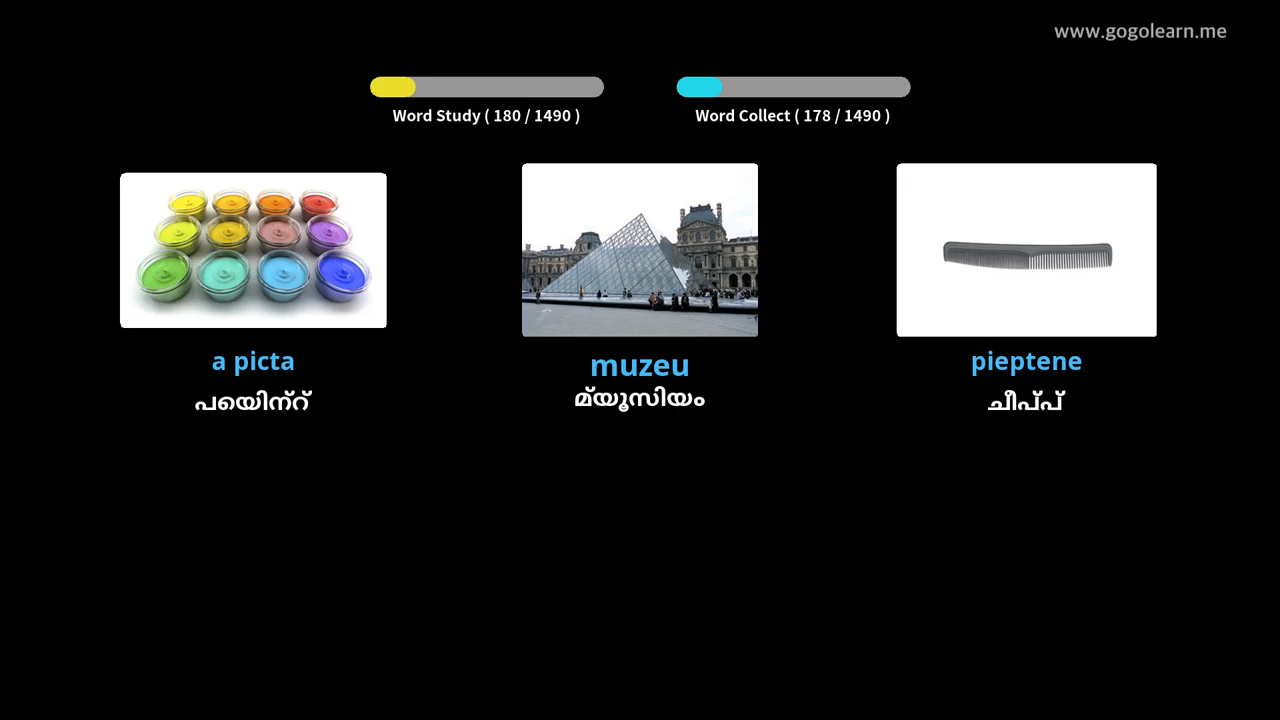 www.gogolearn.me
Word Study ( 180 / 1490 )
Word Collect ( 178 / 1490 )
a picta
muzeu
pieptene
പയെിന്റ്
മ്യൂസിയം
ചീപ്പ്